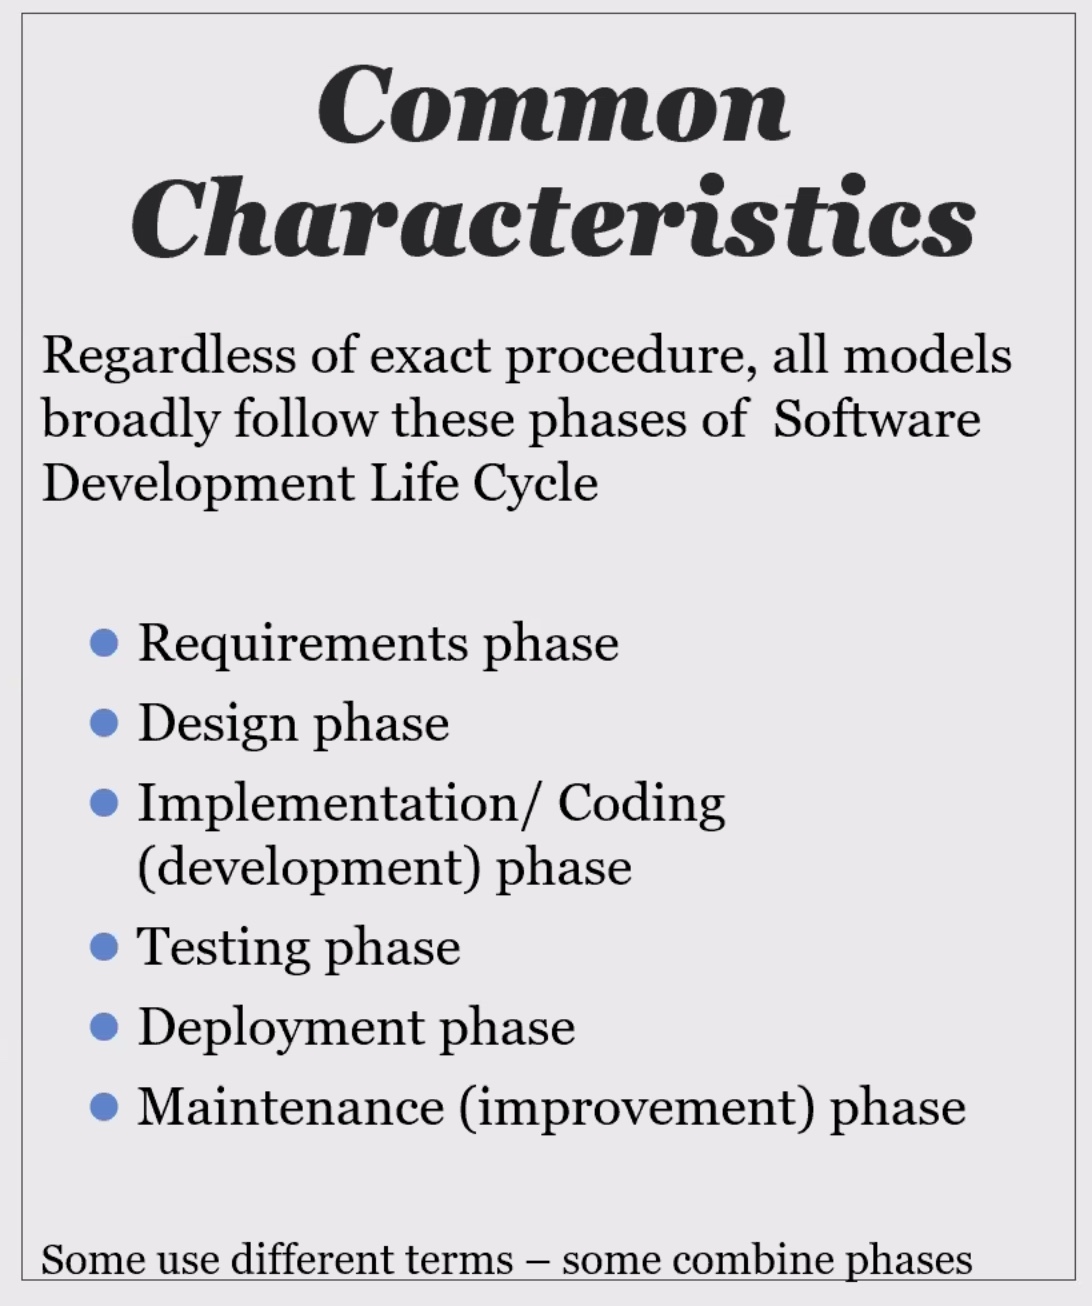 Common
Characteristics
Regardless of exact procedure, all models
broadly follow these phases of  Software
Development Life Cycle
● Requirements phase
● Design phase
● Implementation/ Coding
(development) phase
● Testing phase
● Deployment phase
● Maintenance (improvement) phase
Some use different terms – some combine phases